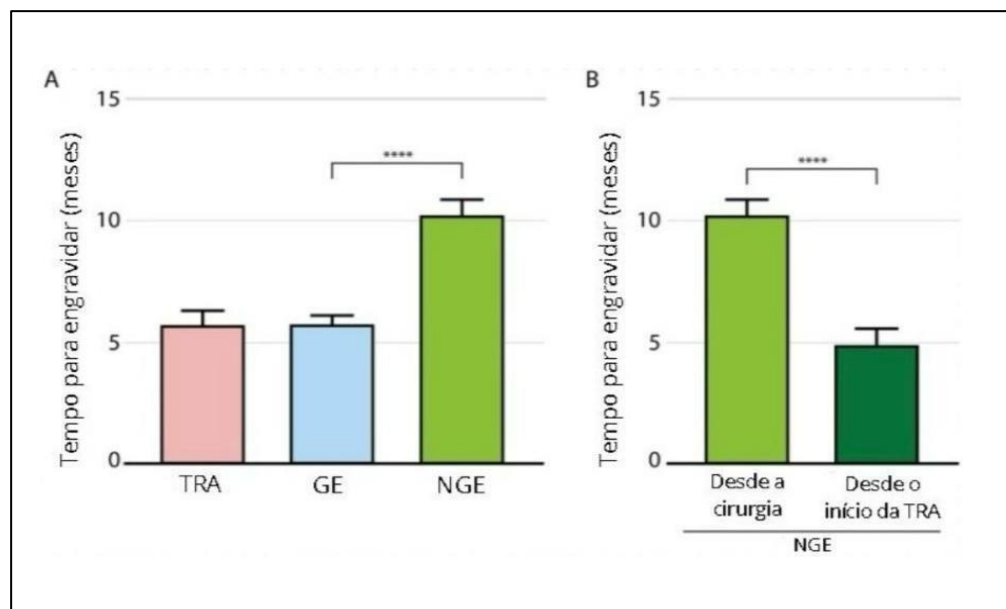 A
Tempo para engravidar (meses)
15
10
5
0
****
TRA
GE
NGE
B
Tempo para engravidar (meses)
15
10
5
0
****
Desde a
cirurgia
Desde o
início da TRA
NGE